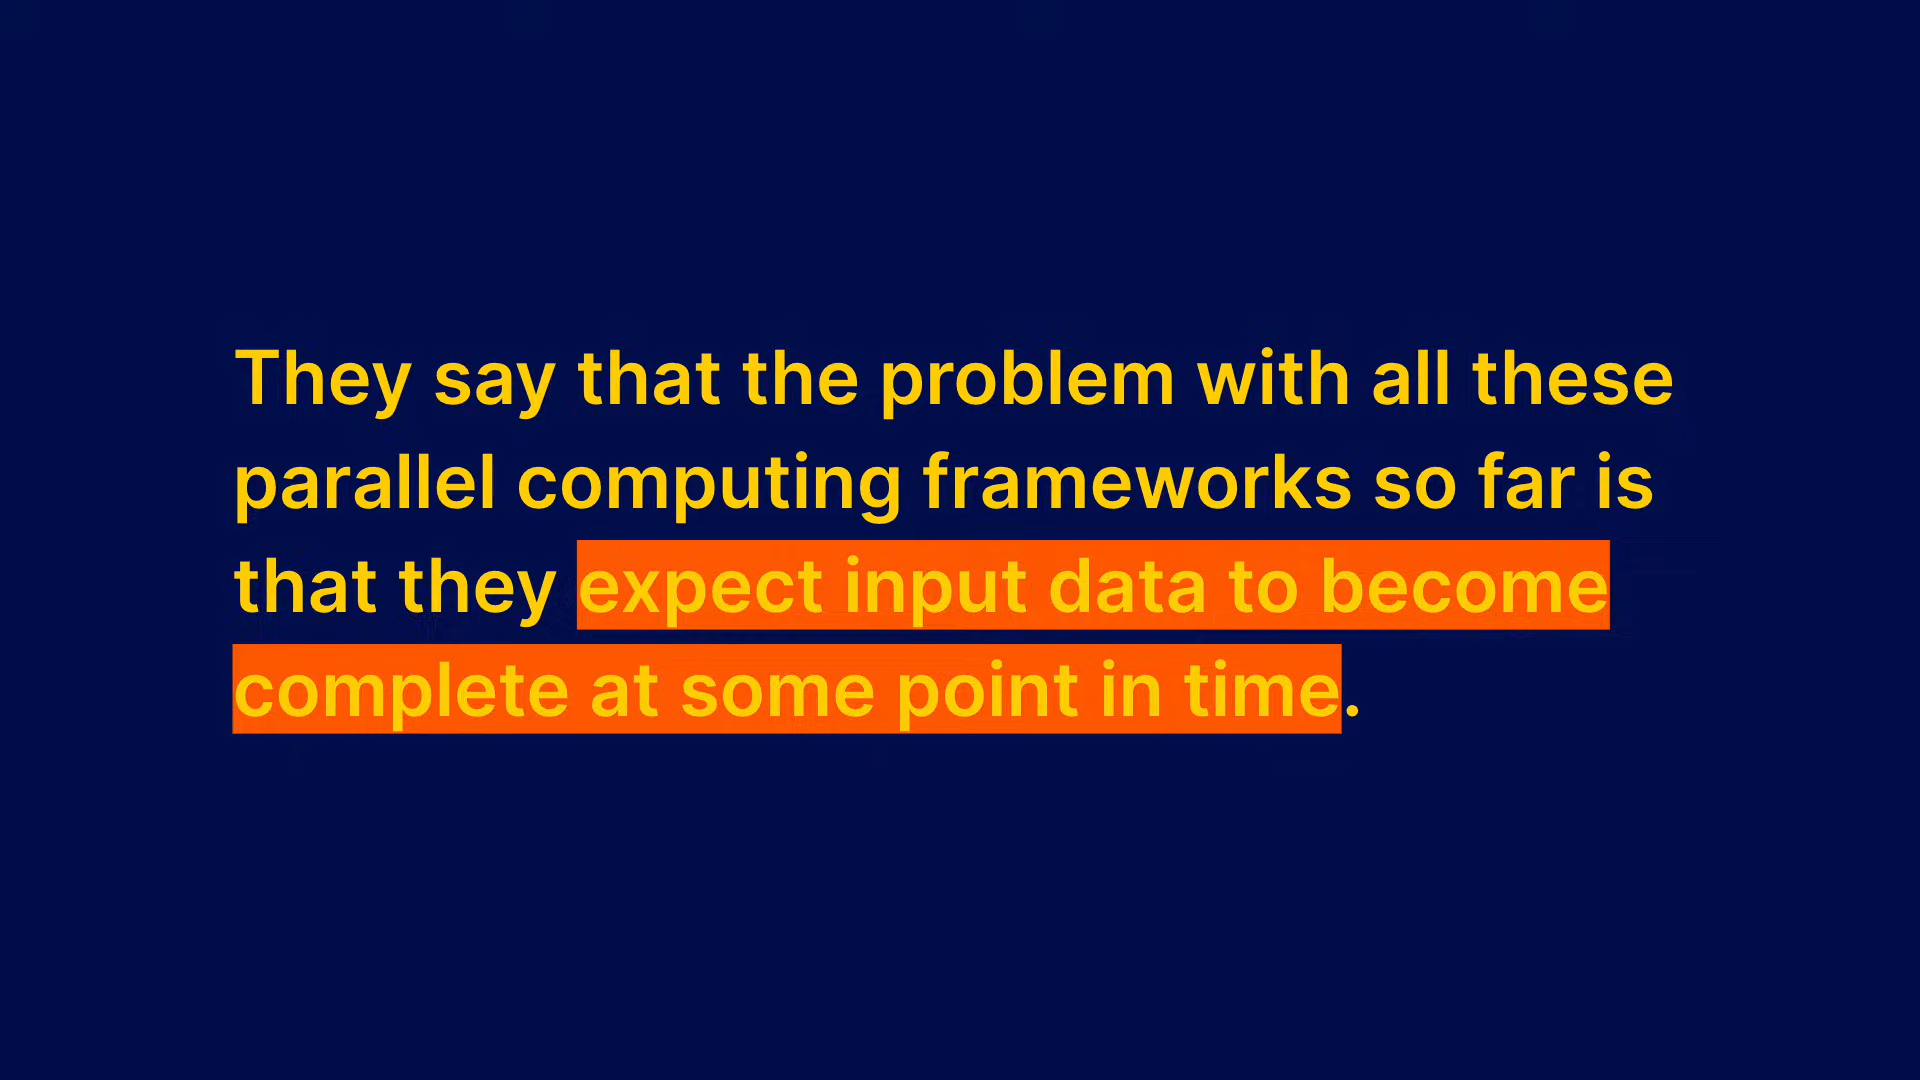 They say that the problem with all these
parallel computing frameworks so far is
that they expect input data to become
complete at some point in time.